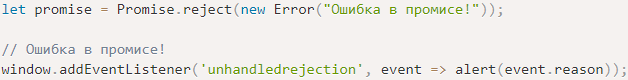 let promise = Promise.reject(new Error("Ошибка в промисе!"));
// Ошибка в промисе!
window.addEventListener('unhandledrejection', event => alert(event.reason));